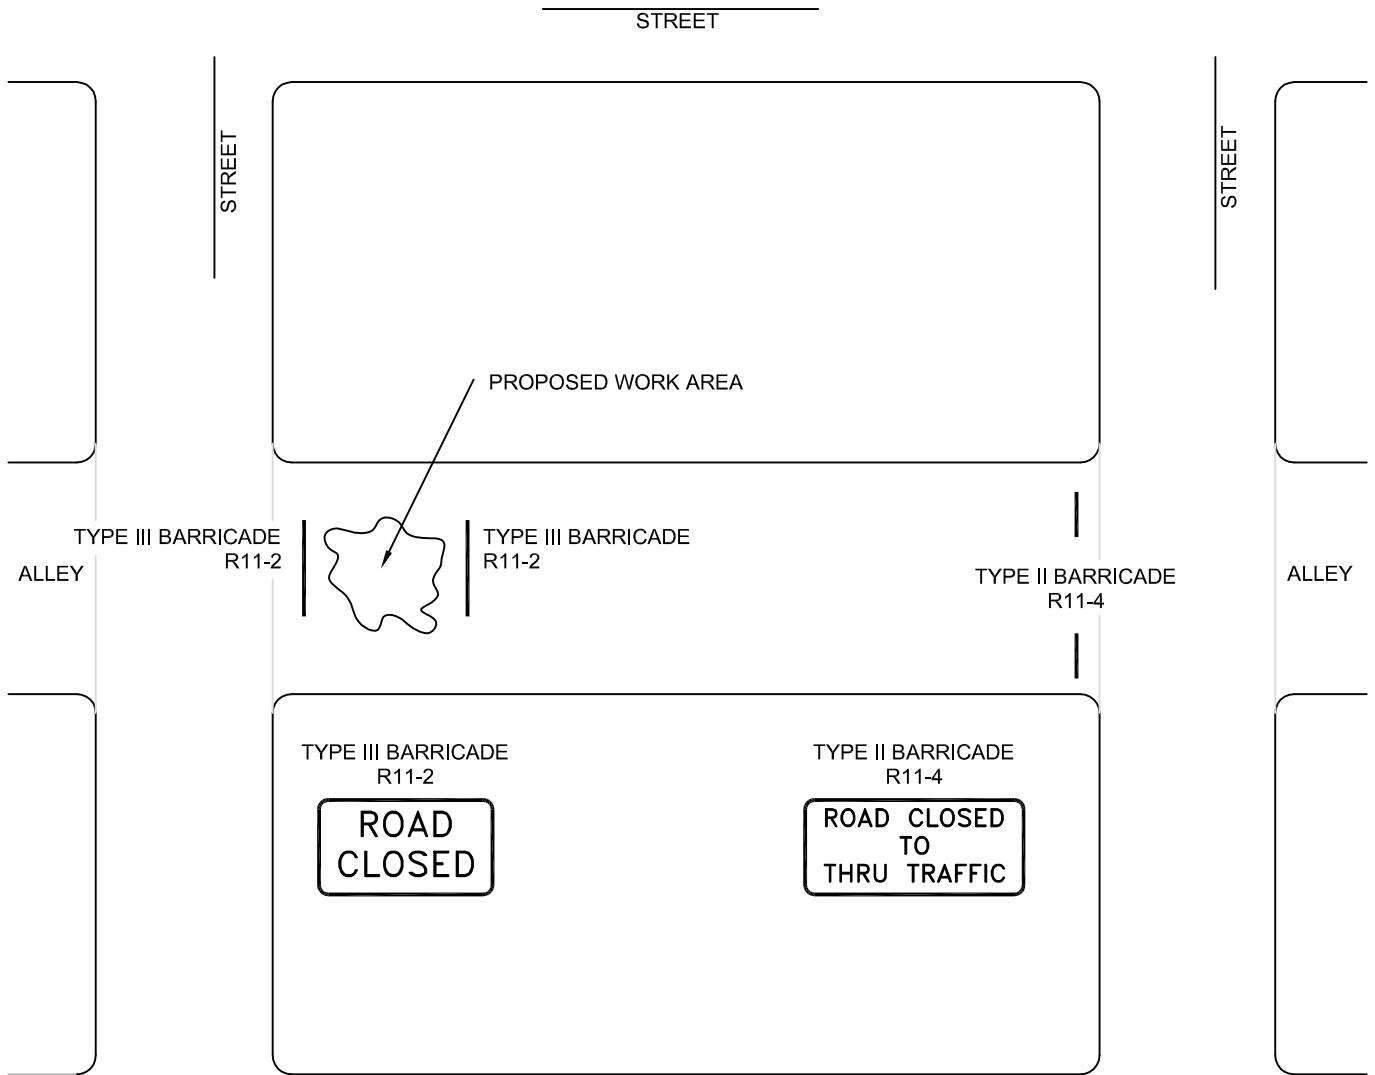 STREET
STREET
STREET
PROPOSED WORK AREA
TYPE III BARRICADE
R11-2
TYPE III BARRICADE
R11-2
ALLEY
TYPE II BARRICADE
R11-4
ALLEY
TYPE III BARRICADE
R11-2
ROAD
CLOSED
TYPE II BARRICADE
R11-4
ROAD CLOSED
TO
THRU TRAFFIC